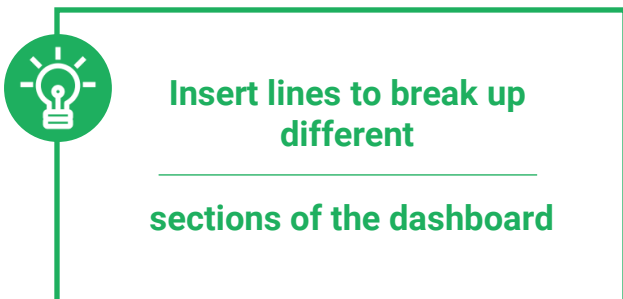 Insert lines to break up
different
sections of the dashboard